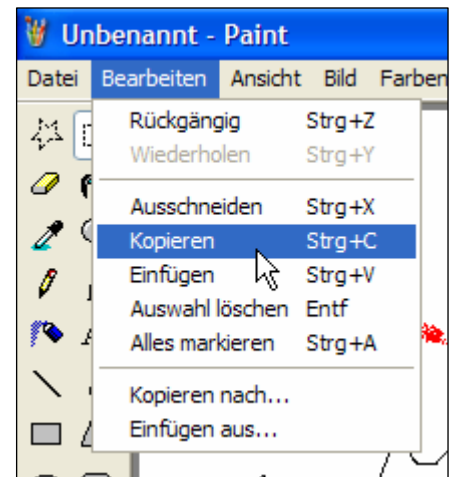 Unbenannt - Paint
Datei Bearbeiten Ansicht Bild Farben
Rückgängig Strg+Z
Wiederholen Strg+Y
Ausschneiden Strg+X
Kopieren Strg+C
Einfügen Strg+V
Auswahl löschen Entf
Alles markieren Strg+A
Kopieren nach...
Einfügen aus...